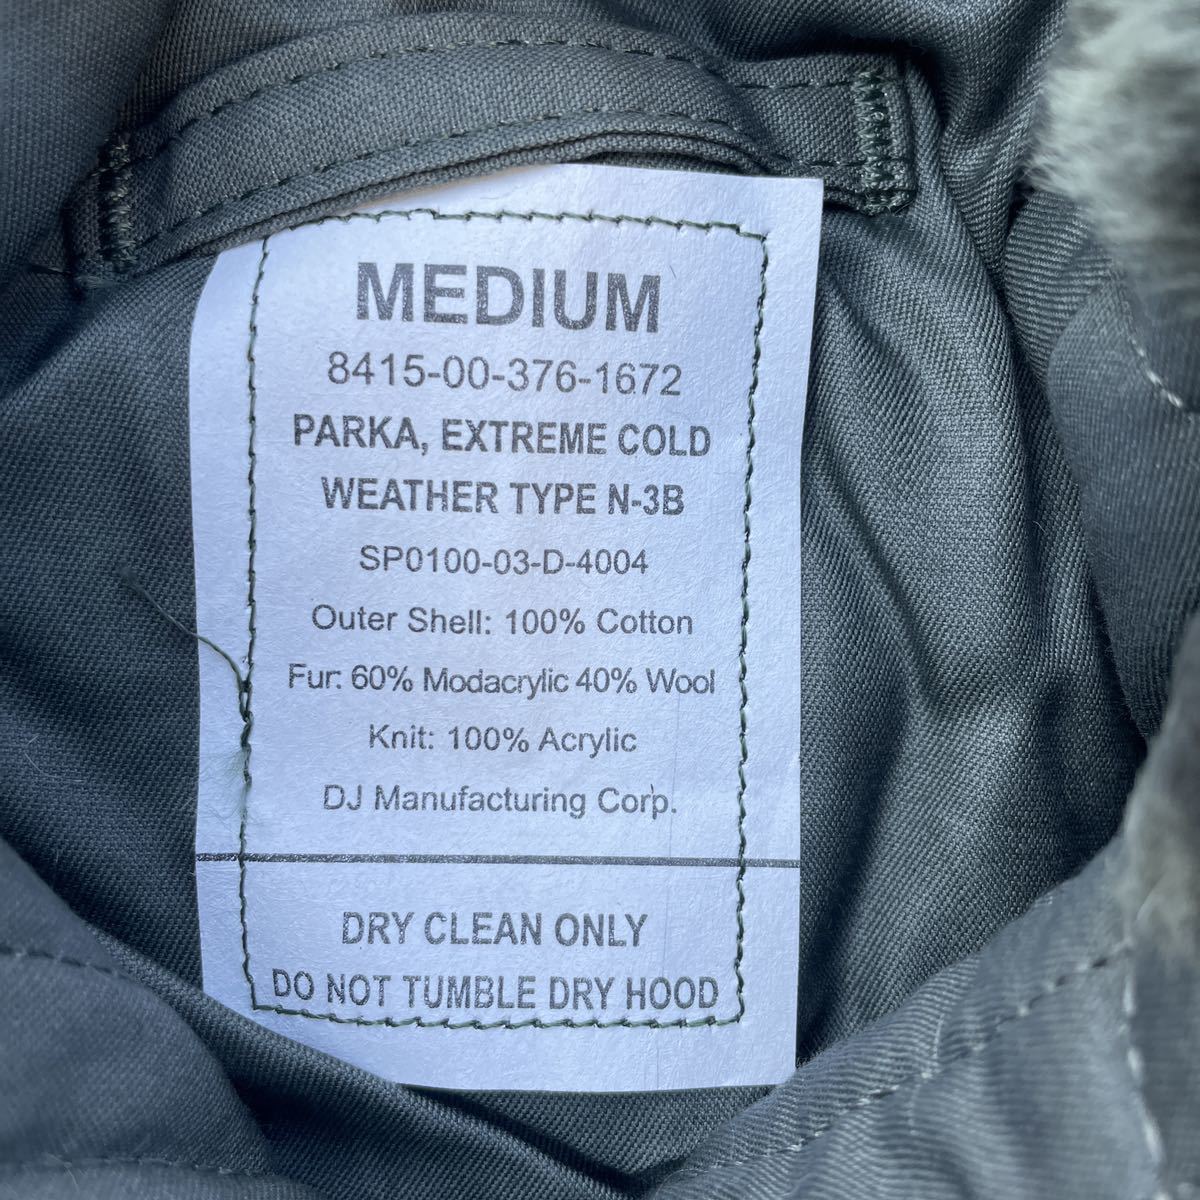 MEDIUM
8415-00-376-1672
PARKA, EXTREME COLD
WEATHER TYPE N-3B
SP0100-03-D-4004
Outer Shell: 100% Cotton
Fur: 60% Modacrylic 40% Wool
Knit: 100% Acrylic
DJ Manufacturing Corp.
DRY CLEAN ONLY
DO NOT TUMBLE DRY HOOD